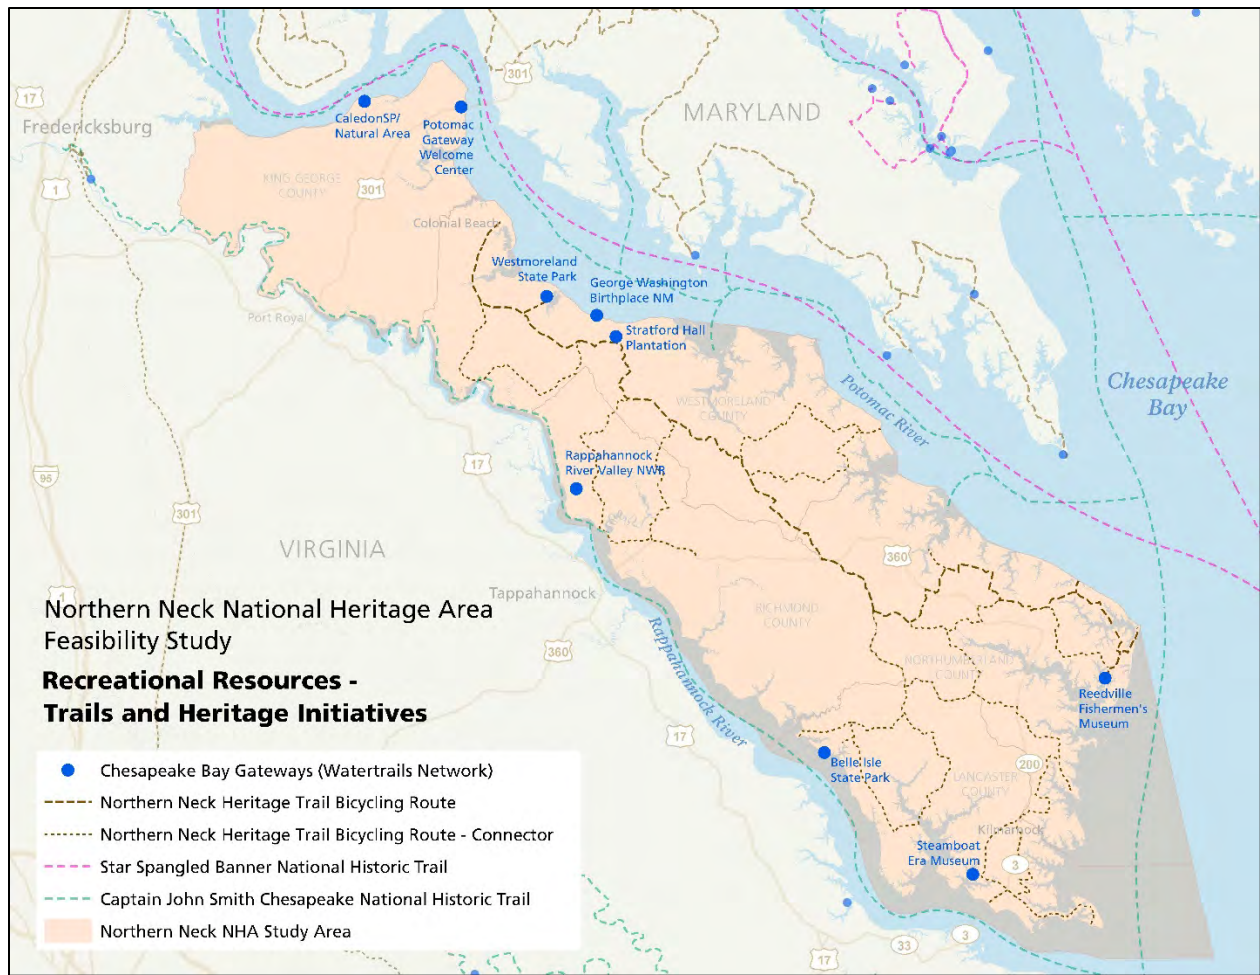 17
301
MARYLAND
Fredericksburg
CaledonSP/
Natural Area
Potomac
Gateway
Welcome
Center
1
KING GEORGE
COUNTY
301
Colonial Beach
Westmoreland
State Park
George Washington
Birthplace NM
Stratford Hall
Plantation
Port Royal
Potomac River
Chesapeake
Bay
WESTMORELAND
COUNTY
Rappahannock
River Valley NWR
17
95
301
VIRGINIA
360
Tappahannock
1
RICHMOND
COUNTY
Northern Neck National Heritage Area
Feasibility Study
Recreational Resources -
Trails and Heritage Initiatives
360
Rappahannock River
NORTHUMBERLAND
COUNTY
Reedville
Fishermen's
Museum
17
Belle Isle
State Park
200
LANCASTER
COUNTY
Kilmarnock
Steamboat
Era Museum
3
3
33
17
Chesapeake Bay Gateways (Watertrails Network)
Northern Neck Heritage Trail Bicycling Route
Northern Neck Heritage Trail Bicycling Route - Connector
Star Spangled Banner National Historic Trail
Captain John Smith Chesapeake National Historic Trail
Northern Neck NHA Study Area